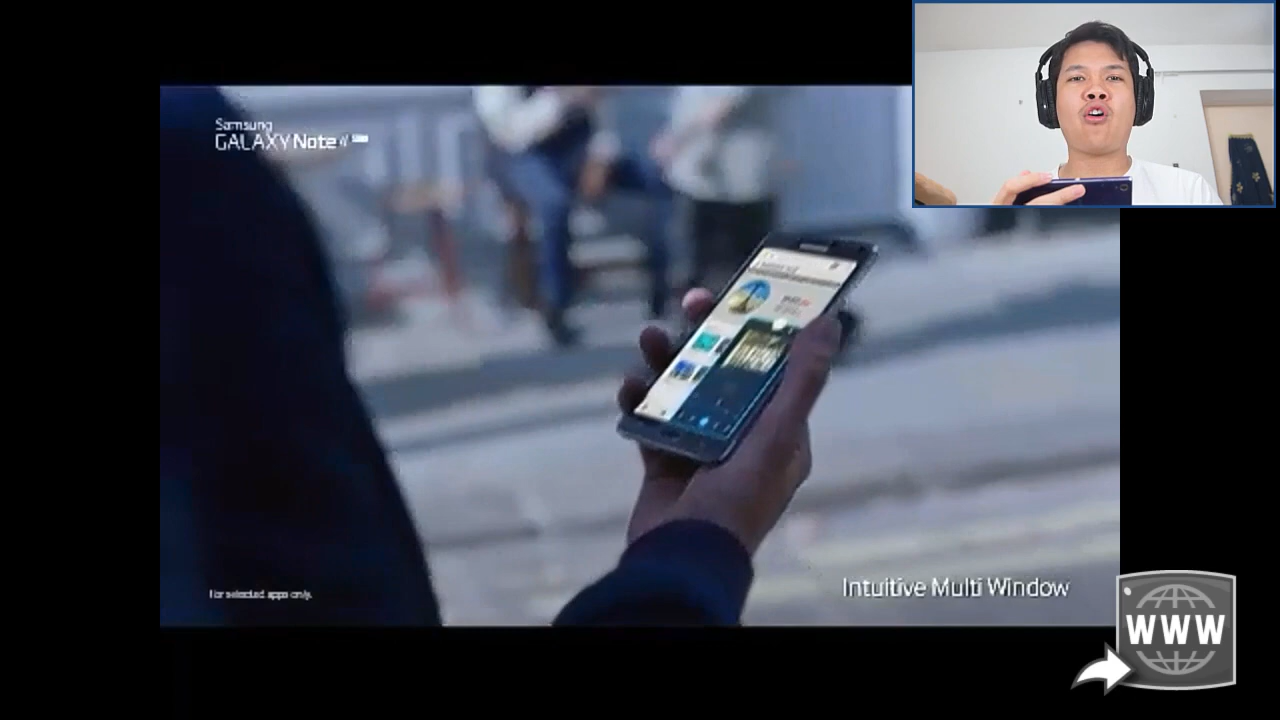 Samsung
GALAXY Note
For selected apps only.
Intuitive Multi Window
WWW